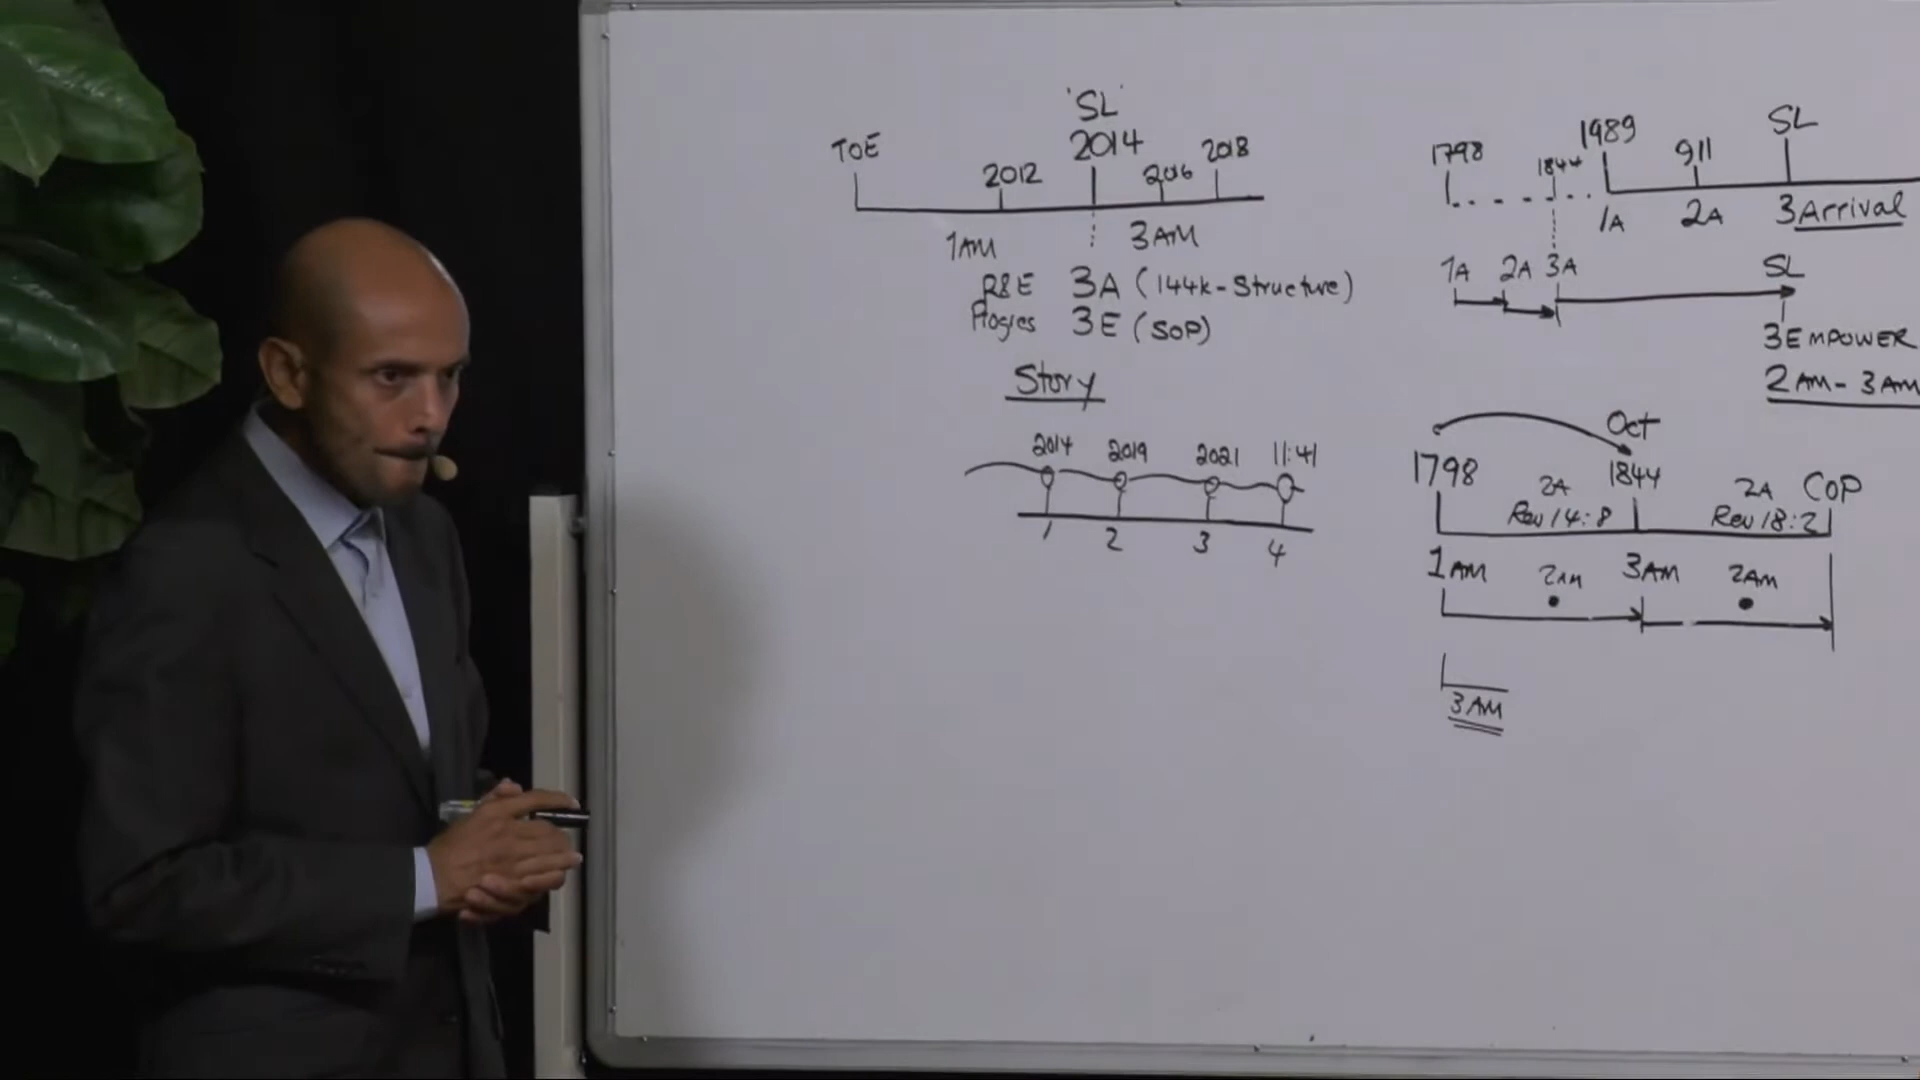 'SL'
TOE 2012 2014 2016 2018
1AM 3AM
R&E 3A (144k-Structure)
Progres 3E (SOP)
Story
2014 2019 2021 11:41
1 2 3 4
1798 1844 1989 911 SL
1A 2A 3Arrival
1A 2A 3A SL
3EMPOWER
2AM-3AM
Oct
1798 2A 1844 2A COP
Rev 14:8 Rev 18:2
1AM 2AM 3AM 2AM
3AM